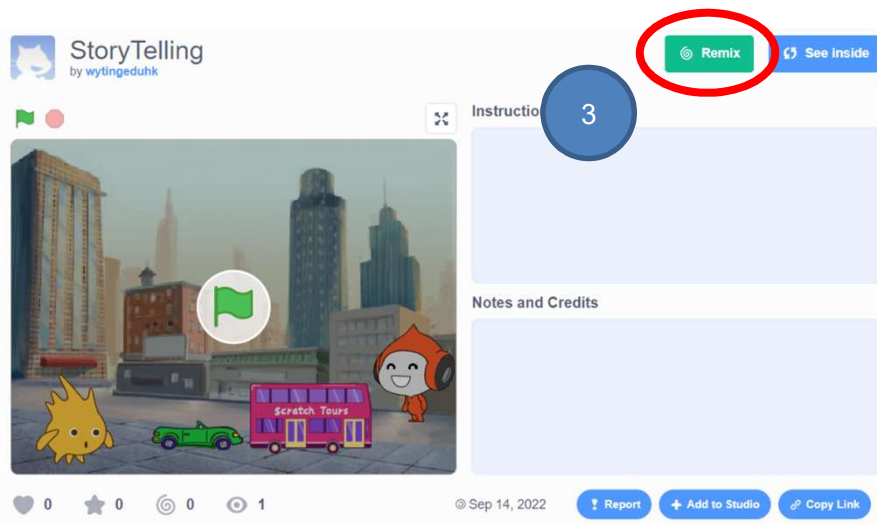 StoryTelling
by wytingeduhk
Remix
See inside
3
Instructio
Scratch Tours
Notes and Credits
0
0
0
1
Sep 14, 2022
Report
Add to Studio
Copy Link